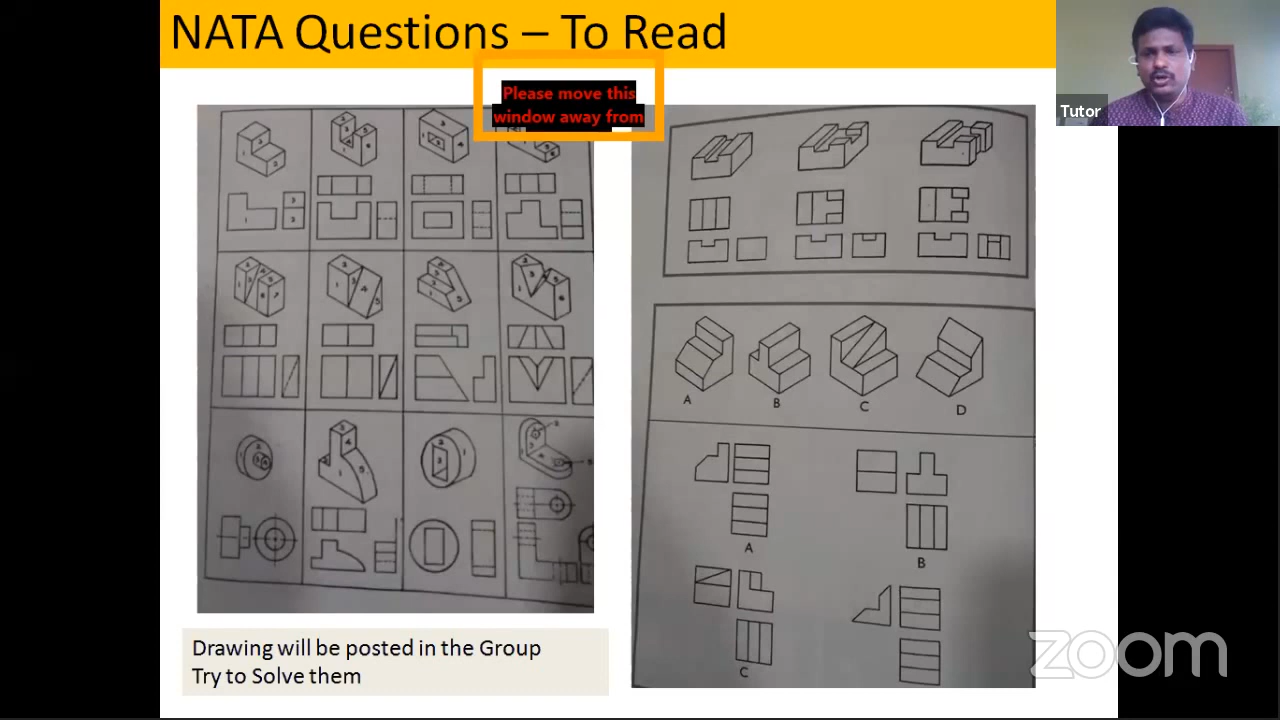 NATA Questions – To Read
Please move this
window away from
Tutor
A
B
C
D
A
B
C
Drawing will be posted in the Group
Try to Solve them
zoom